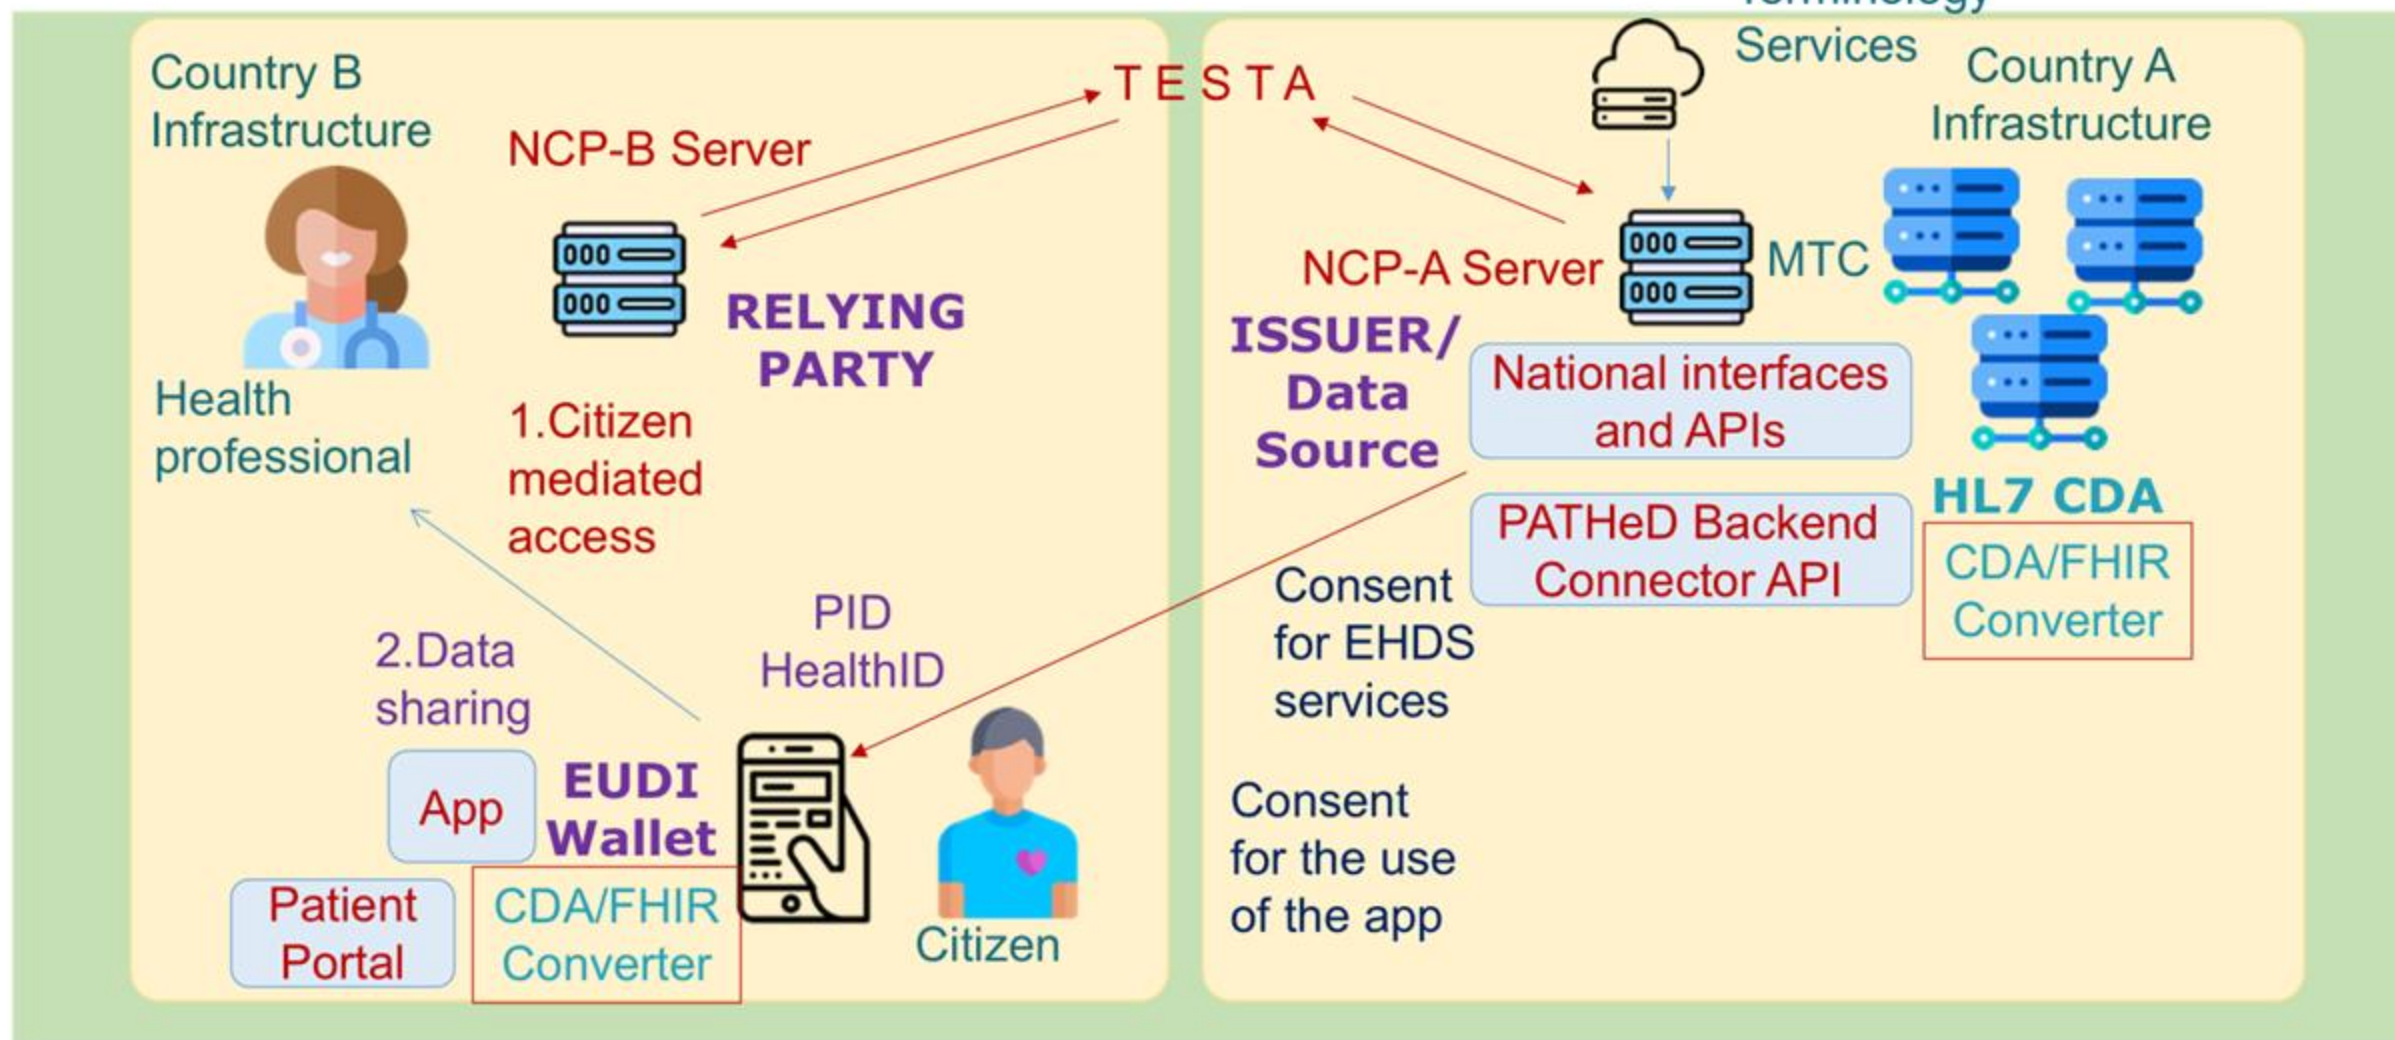 Country B
Infrastructure
NCP-B Server
RELYING
PARTY
Health
professional
1.Citizen
mediated
access
2.Data
sharing
PID
HealthID
App
EUDI
Wallet
Patient
Portal
CDA/FHIR
Converter
Citizen
TESTA
Terminology
Services
Country A
Infrastructure
NCP-A Server
MTC
ISSUER/
Data
Source
National interfaces
and APIs
PATHeD Backend
Connector API
HL7 CDA
CDA/FHIR
Converter
Consent
for EHDS
services
Consent
for the use
of the app